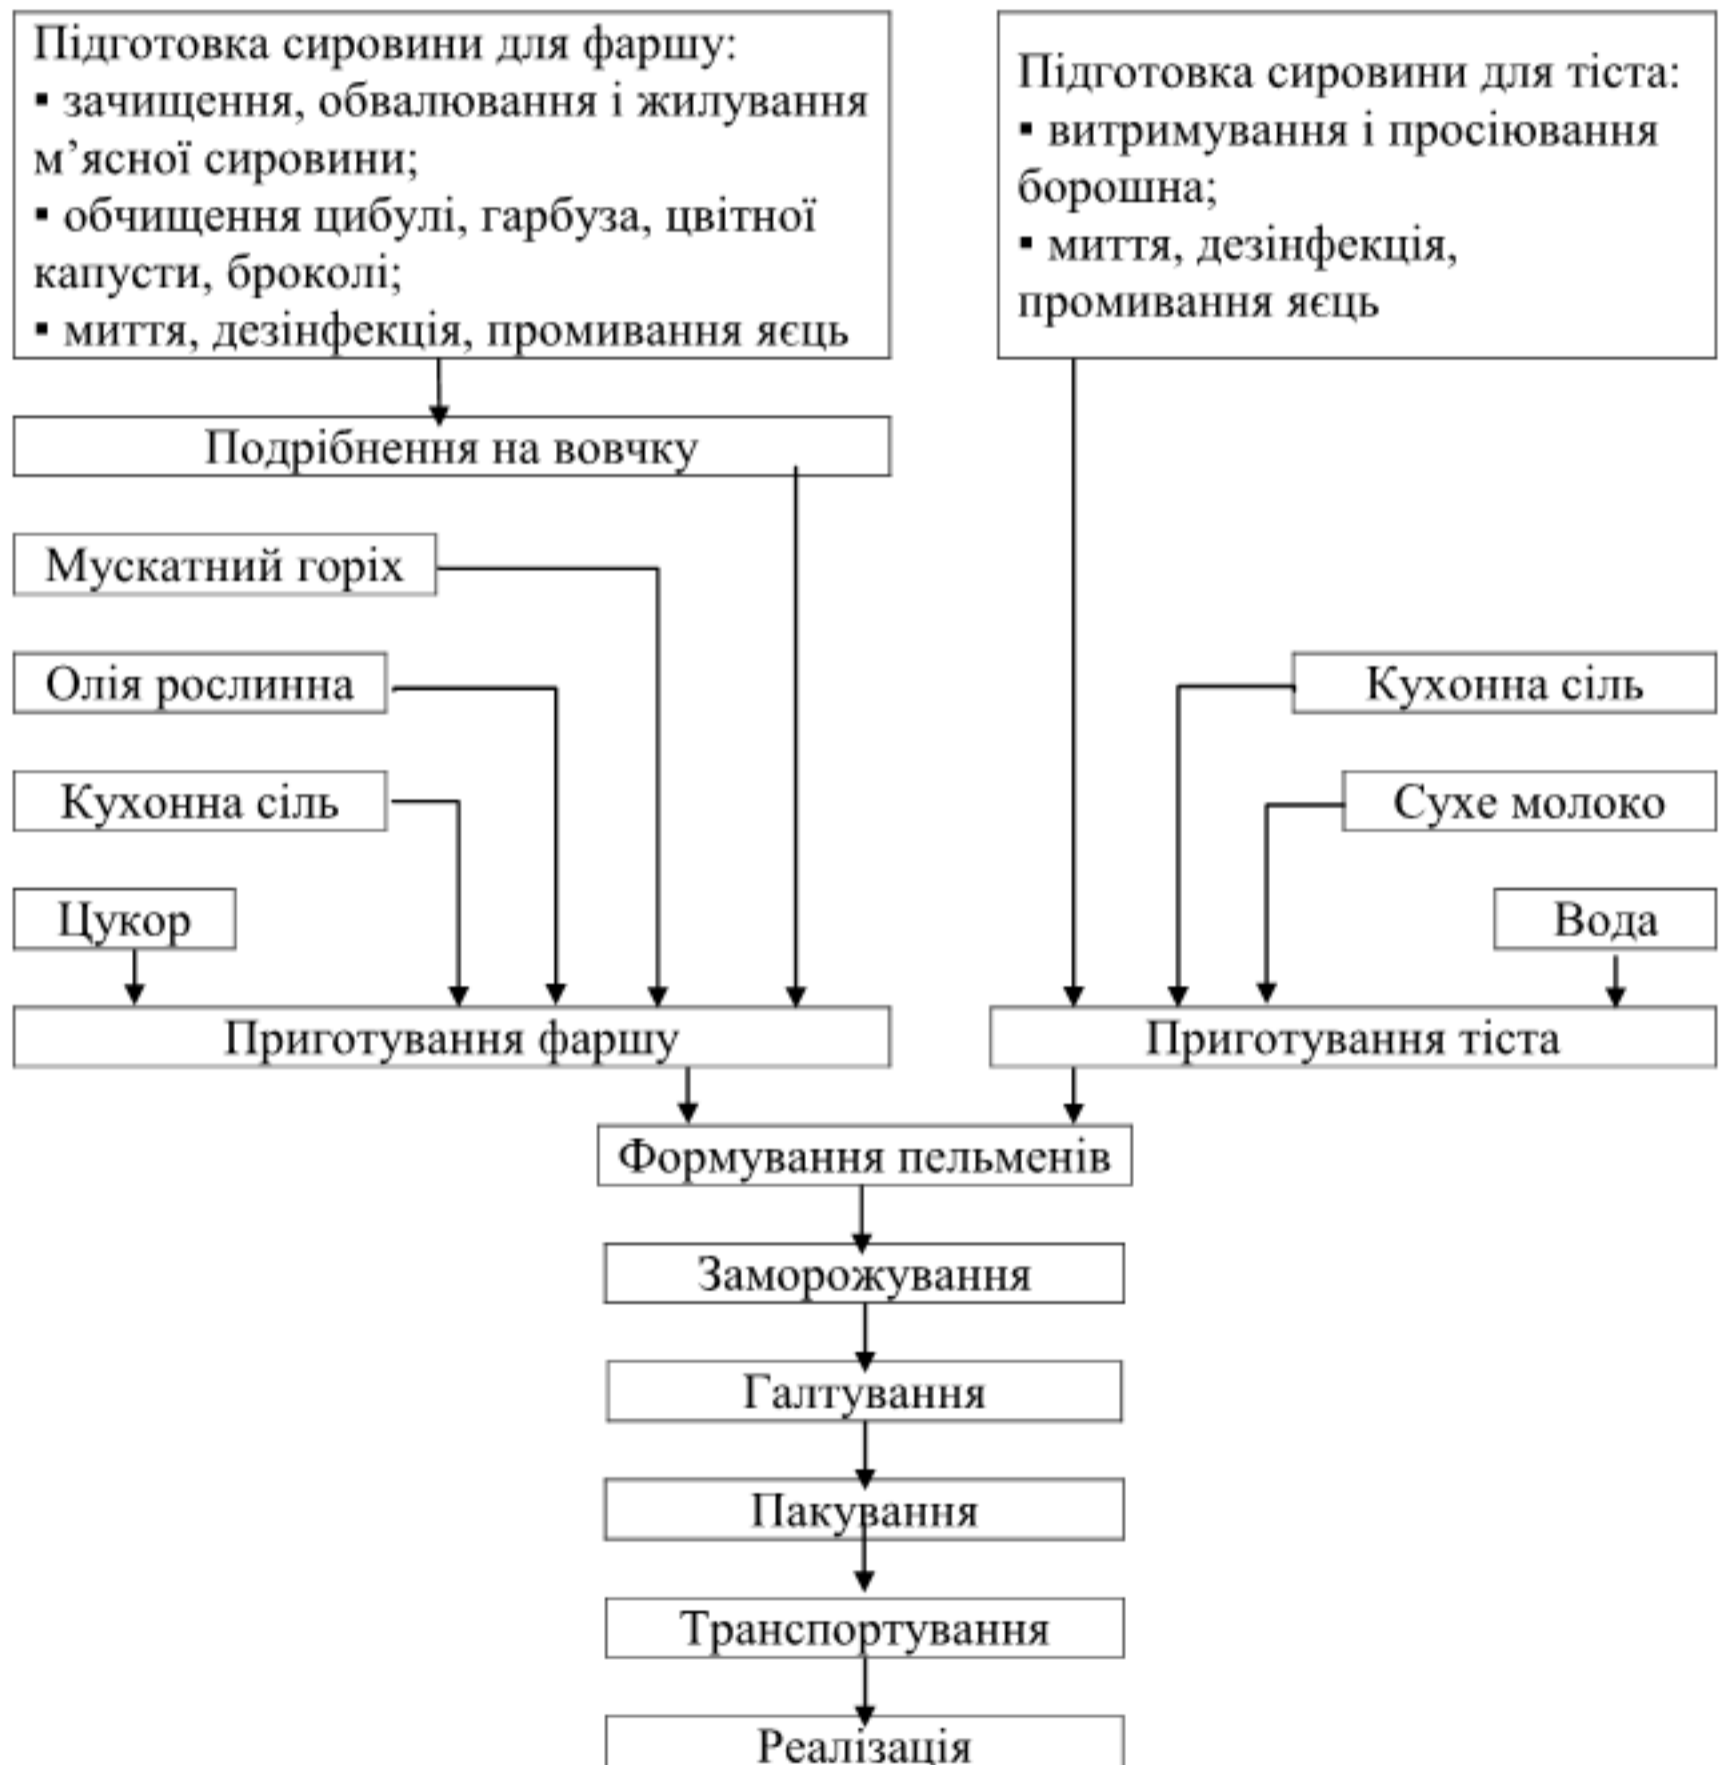 Підготовка сировини для фаршу:
▪ зачищення, обвалювання і жилування
м’ясної сировини;
▪ обчищення цибулі, гарбуза, цвітної
капусти, броколі;
▪ миття, дезінфекція, промивання яєць
Підготовка сировини для тіста:
▪ витримування і просіювання
борошна;
▪ миття, дезінфекція,
промивання яєць
Подрібнення на вовчку
Мускатний горіх
Олія рослинна
Кухонна сіль
Кухонна сіль
Сухе молоко
Цукор
Вода
Приготування фаршу
Приготування тіста
Формування пельменів
Заморожування
Галтування
Пакування
Транспортування
Реалізація